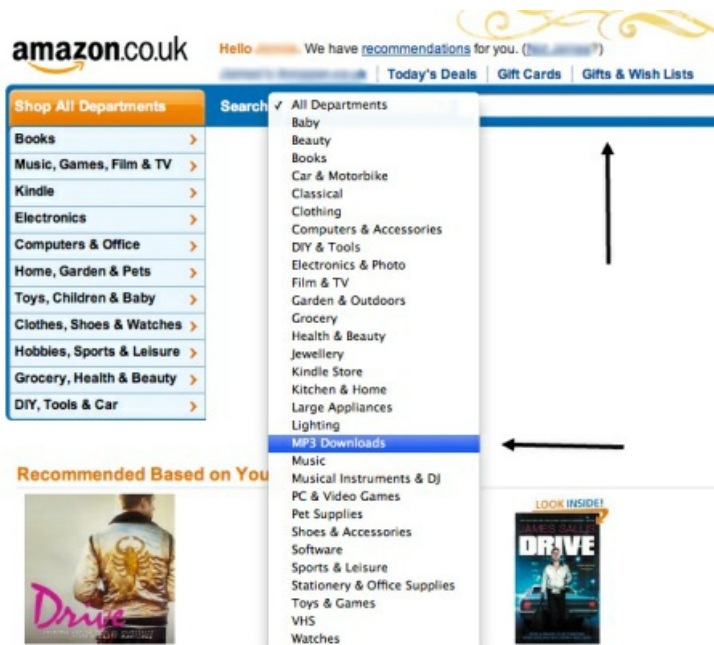 amazon.co.uk
Hello We have recommendations for you. (
Today's Deals
Gift Cards
Gifts & Wish Lists
Shop All Departments
Search
✓ All Departments
Baby
Beauty
Books
Car & Motorbike
Classical
Clothing
Computers & Accessories
DIY & Tools
Electronics & Photo
Film & TV
Garden & Outdoors
Grocery
Health & Beauty
Jewellery
Kindle Store
Kitchen & Home
Large Appliances
Lighting
MP3 Downloads
Music
Musical Instruments & DJ
PC & Video Games
Pet Supplies
Shoes & Accessories
Software
Sports & Leisure
Stationery & Office Supplies
Toys & Games
VHS
Watches
Books
Music, Games, Film & TV
Kindle
Electronics
Computers & Office
Home, Garden & Pets
Toys, Children & Baby
Clothes, Shoes & Watches
Hobbies, Sports & Leisure
Grocery, Health & Beauty
DIY, Tools & Car
Recommended Based on You
Drive
LOOK INSIDE!
JAMES SALLIS
DRIVE